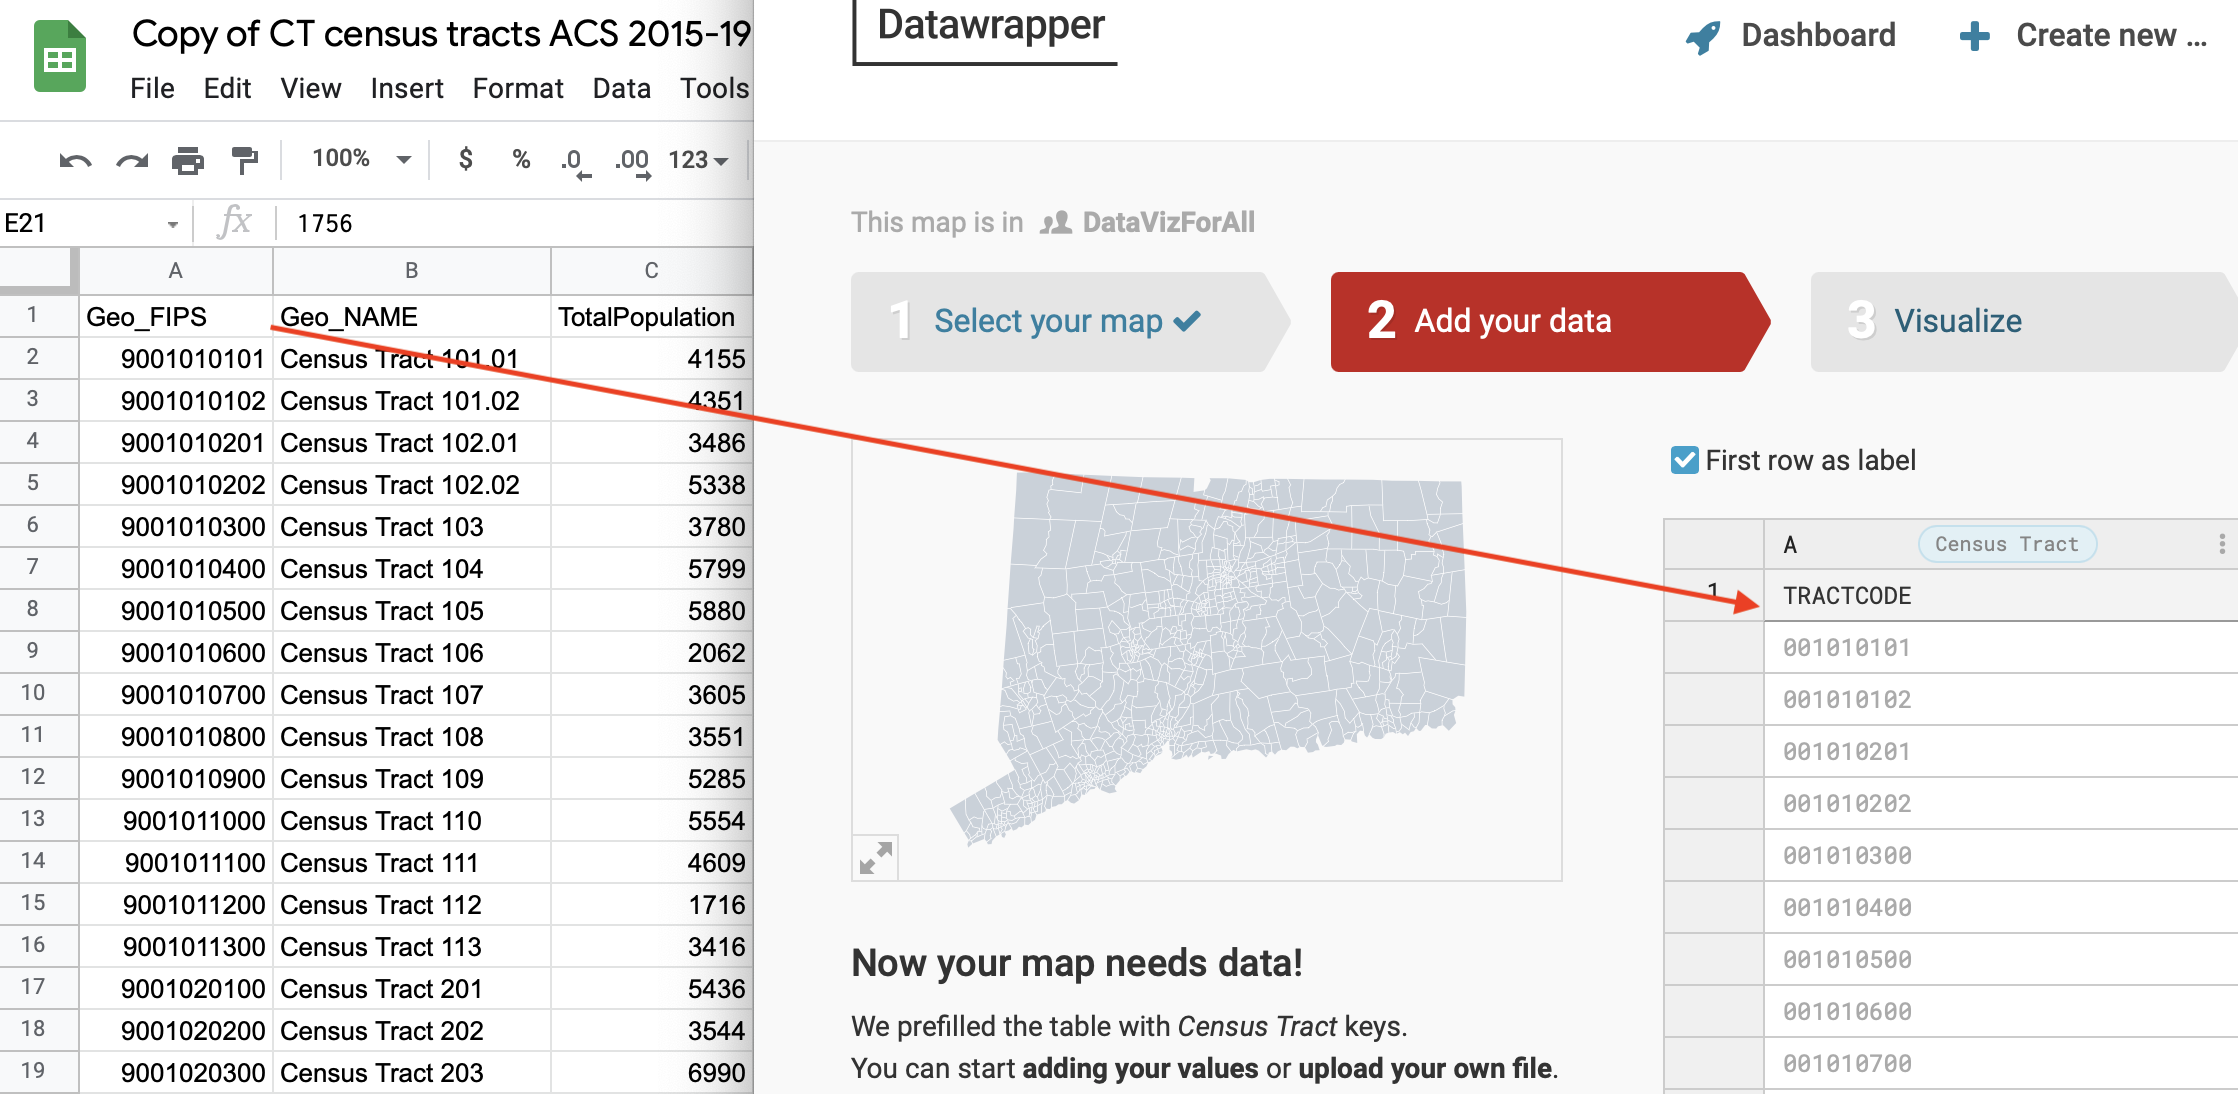 Copy of CT census tracts ACS 2015-19
File Edit View Insert Format Data Tools
100% $ % .0 .00 123
E21 fx 1756
A B C
1 Geo_FIPS Geo_NAME TotalPopulation
2 9001010101 Census Tract 101.01 4155
3 9001010102 Census Tract 101.02 4351
4 9001010201 Census Tract 102.01 3486
5 9001010202 Census Tract 102.02 5338
6 9001010300 Census Tract 103 3780
7 9001010400 Census Tract 104 5799
8 9001010500 Census Tract 105 5880
9 9001010600 Census Tract 106 2062
10 9001010700 Census Tract 107 3605
11 9001010800 Census Tract 108 3551
12 9001010900 Census Tract 109 5285
13 9001011000 Census Tract 110 5554
14 9001011100 Census Tract 111 4609
15 9001011200 Census Tract 112 1716
16 9001011300 Census Tract 113 3416
17 9001020100 Census Tract 201 5436
18 9001020200 Census Tract 202 3544
19 9001020300 Census Tract 203 6990
Datawrapper
Dashboard
Create new ...
This map is in DataVizForAll
1 Select your map
2 Add your data
3 Visualize
First row as label
A Census Tract
1 TRACTCODE
001010101
001010102
001010201
001010202
001010300
001010400
001010500
001010600
001010700
Now your map needs data!
We prefilled the table with Census Tract keys.
You can start adding your values or upload your own file.